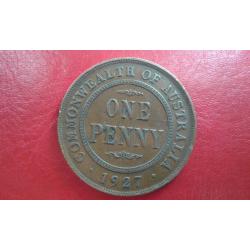 COMMONWEALTH OF AUSTRALIA
ONE
PENNY
· 1927 ·